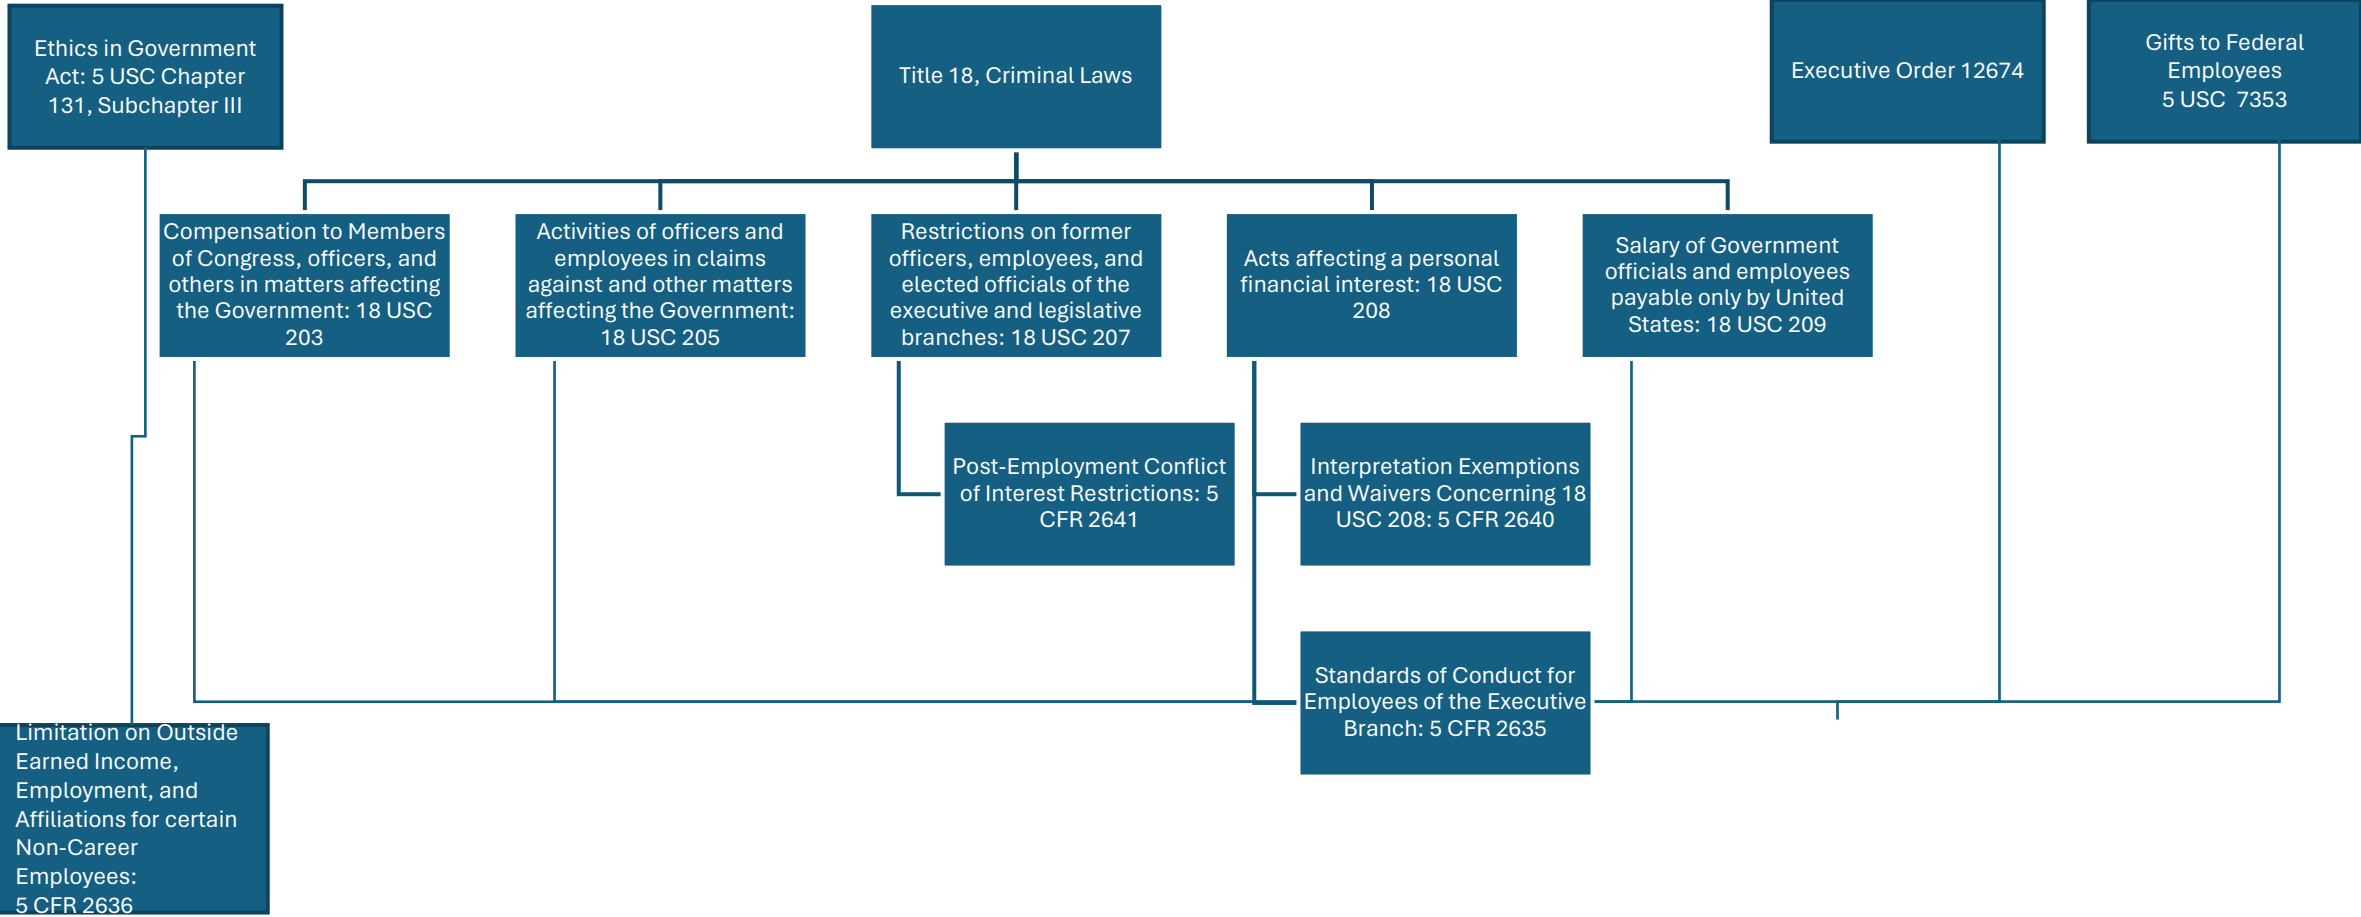 Ethics in Government
Act: 5 USC Chapter
131, Subchapter III
Title 18, Criminal Laws
Executive Order 12674
Gifts to Federal
Employees
5 USC  7353
Compensation to Members
of Congress, officers, and
others in matters affecting
the Government: 18 USC
203
Activities of officers and
employees in claims
against and other matters
affecting the Government:
18 USC 205
Restrictions on former
officers, employees, and
elected officials of the
executive and legislative
branches: 18 USC 207
Acts affecting a personal
financial interest: 18 USC
208
Salary of Government
officials and employees
payable only by United
States: 18 USC 209
Post-Employment Conflict
of Interest Restrictions: 5
CFR 2641
Interpretation Exemptions
and Waivers Concerning 18
USC 208: 5 CFR 2640
Standards of Conduct for
Employees of the Executive
Branch: 5 CFR 2635
Limitation on Outside
Earned Income,
Employment, and
Affiliations for certain
Non-Career
Employees:
5 CFR 2636